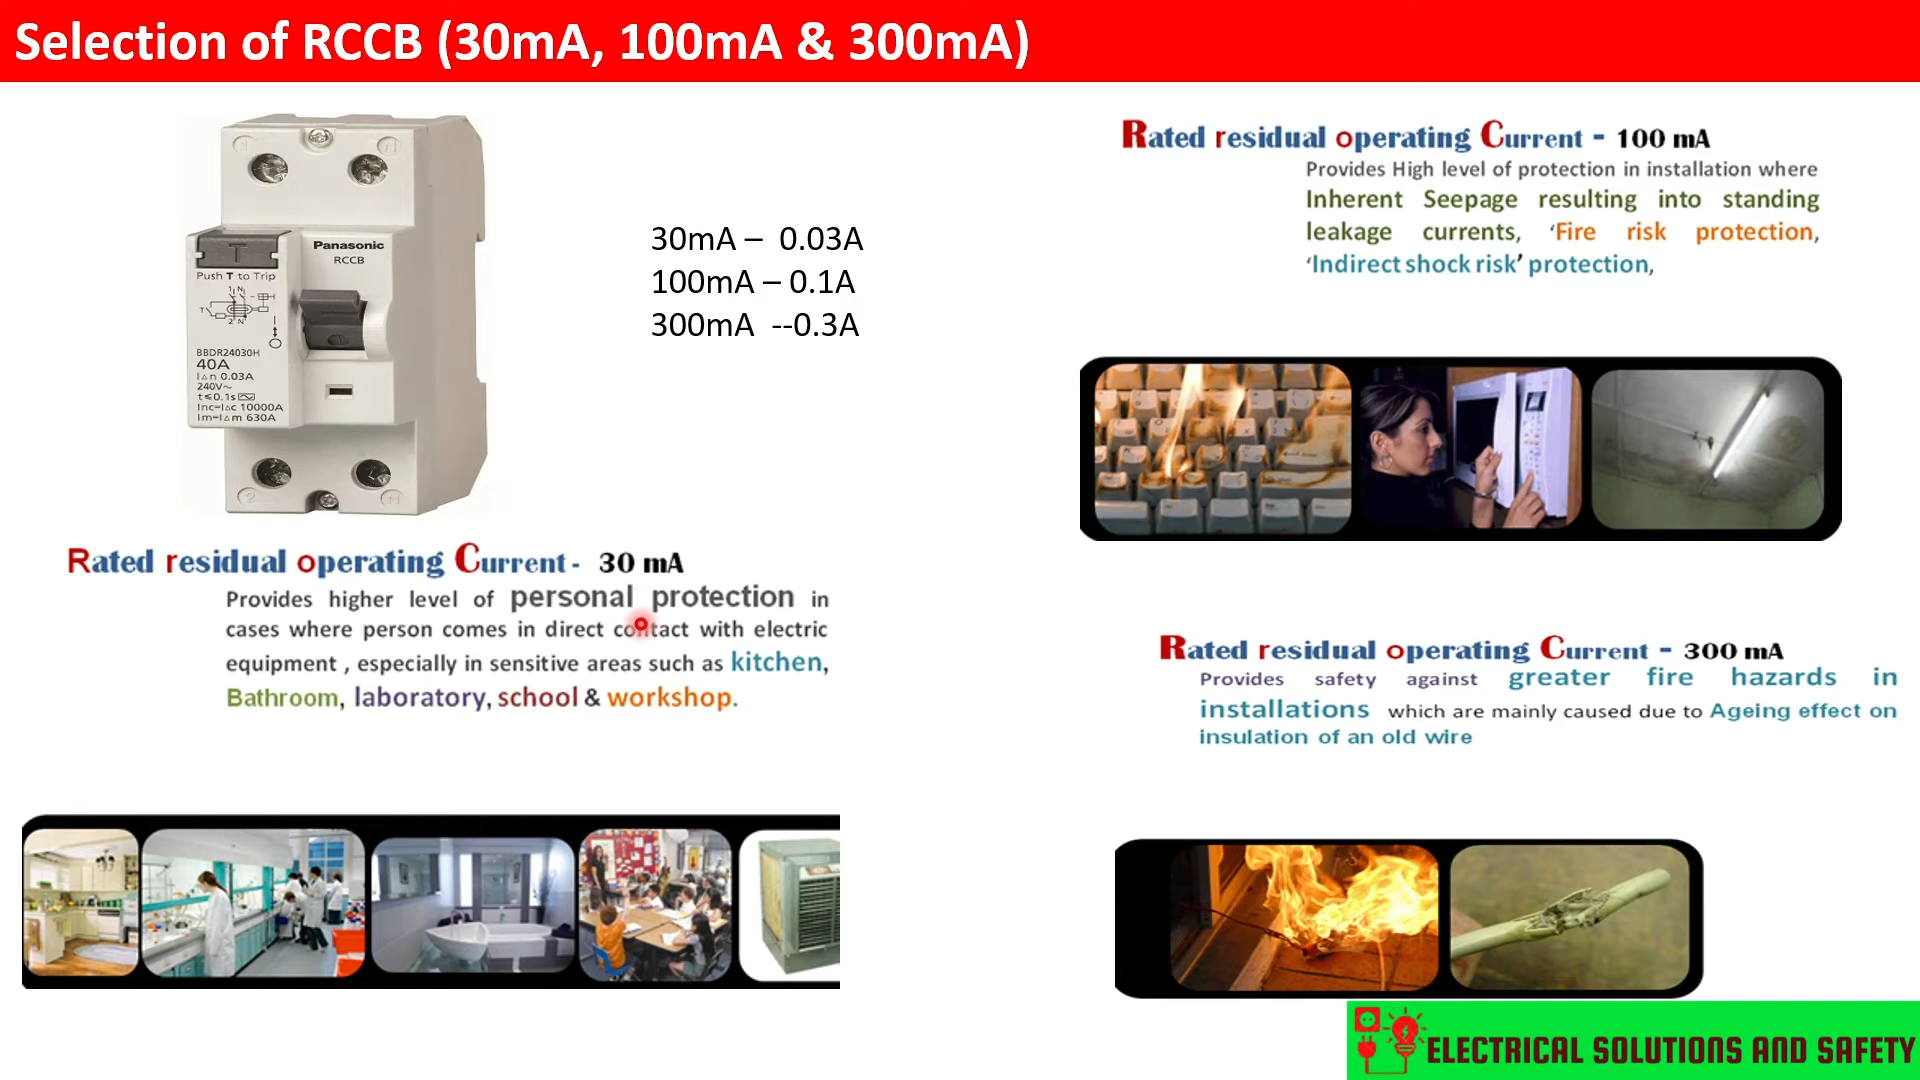 Selection of RCCB (30mA, 100mA & 300mA)
Panasonic
RCCB
T
Push T to Trip
1 N
T
2 N
BBDR24030H
40A
I△n 0.03A
240V~
t≤0.1s
Inc=I△c 10000A
Im=I△m 630A
30mA – 0.03A
100mA – 0.1A
300mA --0.3A
Rated residual operating Current - 30 mA
Provides higher level of personal protection in
cases where person comes in direct contact with electric
equipment , especially in sensitive areas such as kitchen,
Bathroom, laboratory, school & workshop.
Rated residual operating Current - 100 mA
Provides High level of protection in installation where
Inherent Seepage resulting into standing
leakage currents, ‘Fire risk protection,
‘Indirect shock risk’ protection,
Rated residual operating Current - 300 mA
Provides safety against greater fire hazards in
installations which are mainly caused due to Ageing effect on
insulation of an old wire
ELECTRICAL SOLUTIONS AND SAFETY